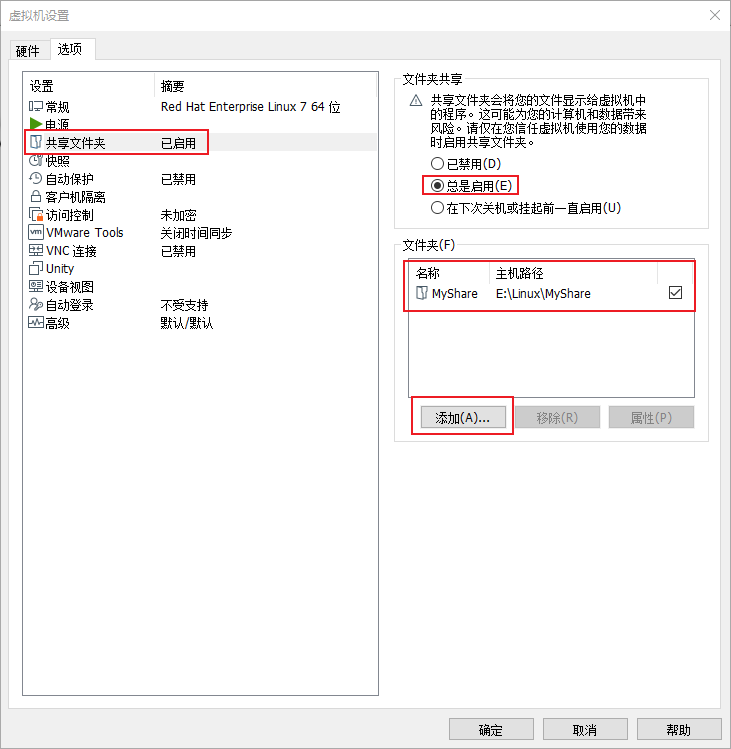 虚拟机设置
硬件
选项
设置 摘要
常规 Red Hat Enterprise Linux 7 64 位
电源
共享文件夹 已启用
快照
自动保护 已禁用
客户机隔离
访问控制 未加密
vm VMware Tools 关闭时间同步
VNC 连接 已禁用
Unity
设备视图
自动登录 不受支持
高级 默认/默认
文件夹共享
共享文件夹会将您的文件显示给虚拟机中
的程序。这可能为您的计算机和数据带来
风险。请仅在您信任虚拟机使用您的数据
时启用共享文件夹。
已禁用(D)
总是启用(E)
在下次关机或挂起前一直启用(U)
文件夹(F)
名称 主机路径
MyShare E:\Linux\MyShare
添加(A)... 移除(R) 属性(P)
确定 取消 帮助